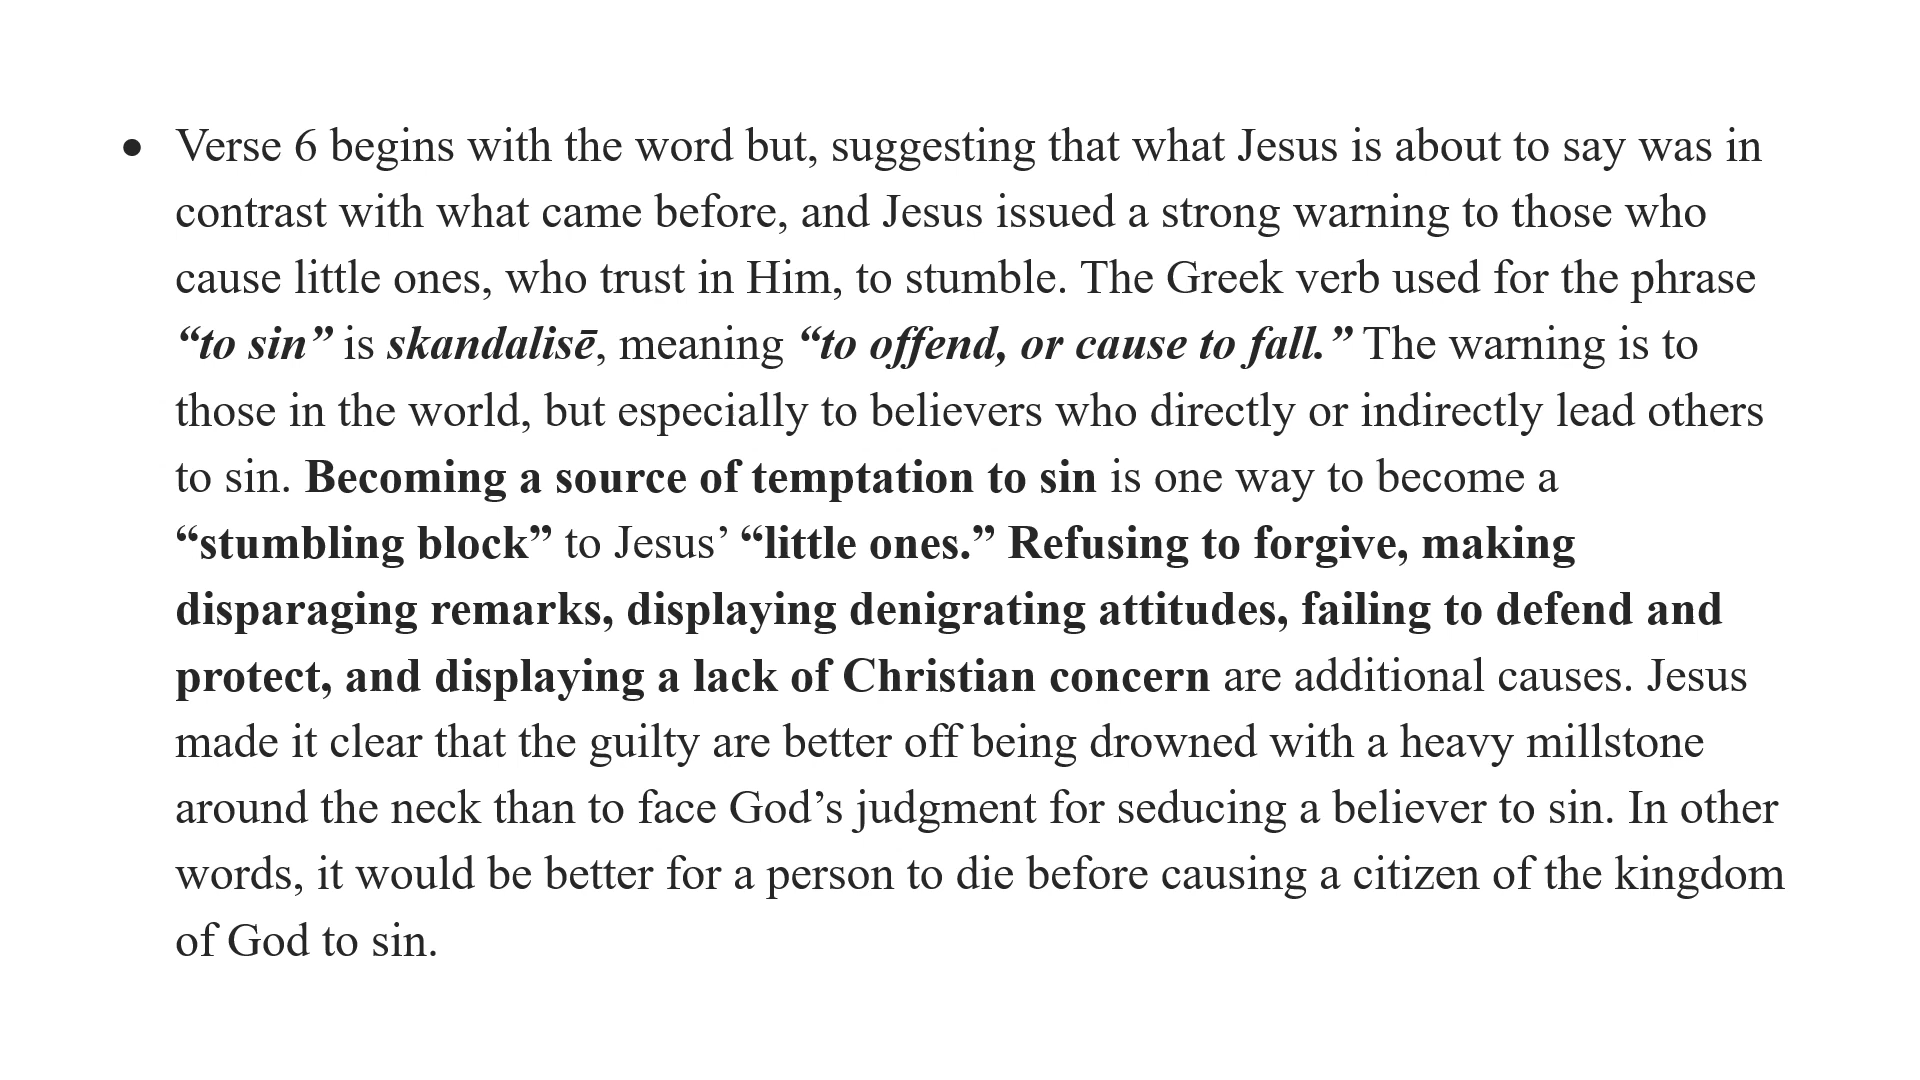 • Verse 6 begins with the word but, suggesting that what Jesus is about to say was in
contrast with what came before, and Jesus issued a strong warning to those who
cause little ones, who trust in Him, to stumble. The Greek verb used for the phrase
“to sin” is skandalisē, meaning “to offend, or cause to fall.” The warning is to
those in the world, but especially to believers who directly or indirectly lead others
to sin. Becoming a source of temptation to sin is one way to become a
“stumbling block” to Jesus’ “little ones.” Refusing to forgive, making
disparaging remarks, displaying denigrating attitudes, failing to defend and
protect, and displaying a lack of Christian concern are additional causes. Jesus
made it clear that the guilty are better off being drowned with a heavy millstone
around the neck than to face God’s judgment for seducing a believer to sin. In other
words, it would be better for a person to die before causing a citizen of the kingdom
of God to sin.